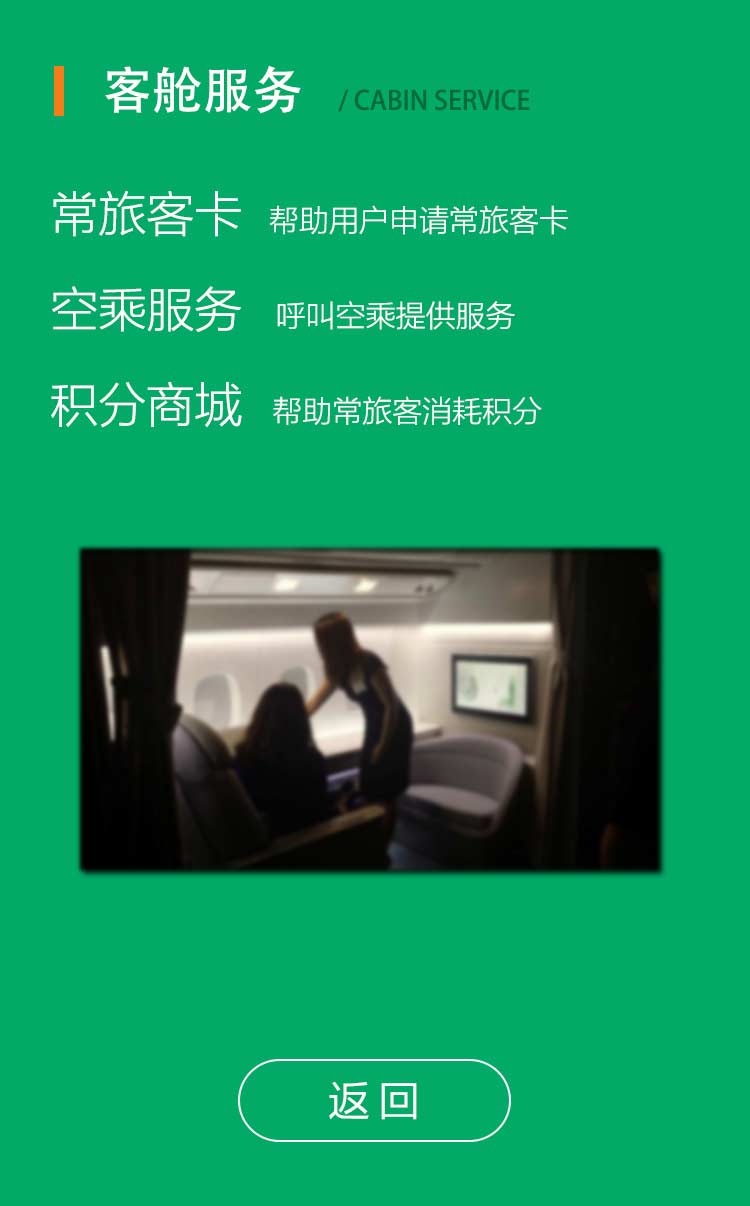 客舱服务 / CABIN SERVICE
常旅客卡 帮助用户申请常旅客卡
空乘服务 呼叫空乘提供服务
积分商城 帮助常旅客消耗积分
返回